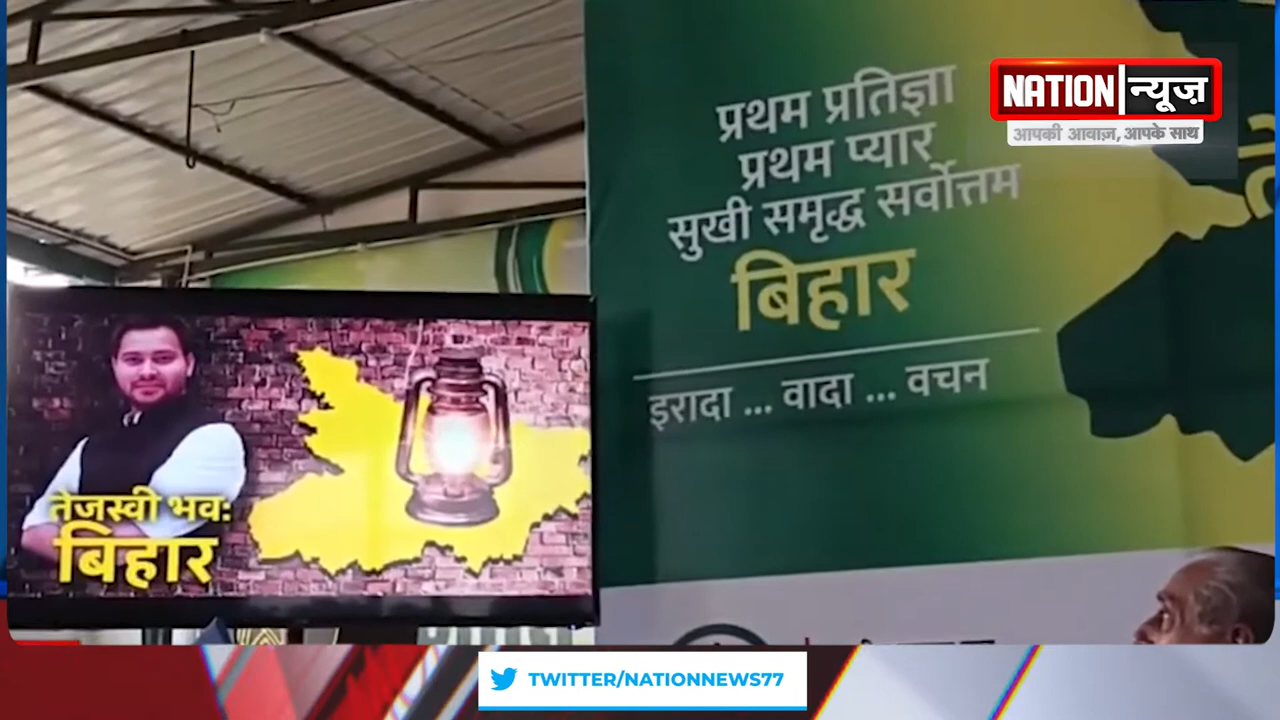 NATION न्यूज़
आपकी आवाज़, आपके साथ
प्रथम प्रतिज्ञा
प्रथम प्यार
सुखी समृद्ध सर्वोत्तम
बिहार
इरादा ... वादा ... वचन
तेजस्वी भव:
बिहार
TWITTER/NATIONNEWS77